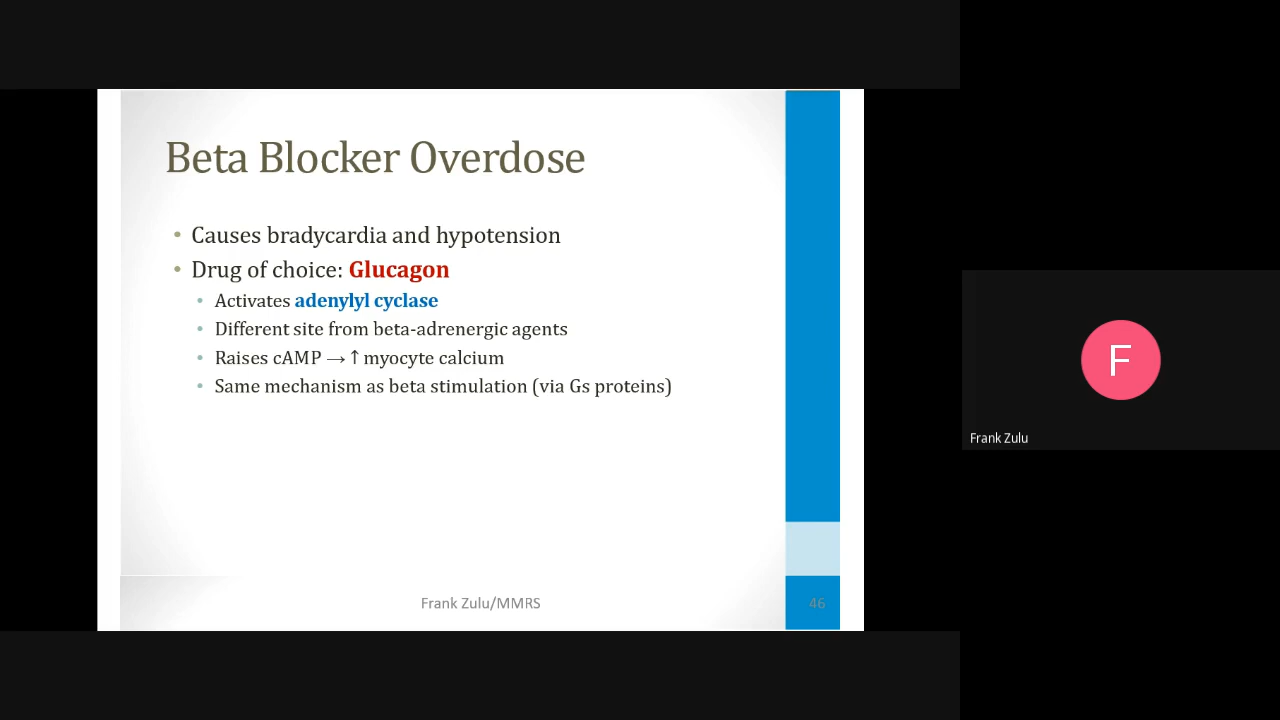 Beta Blocker Overdose
• Causes bradycardia and hypotension
• Drug of choice: Glucagon
• Activates adenylyl cyclase
• Different site from beta-adrenergic agents
• Raises cAMP → ↑ myocyte calcium
• Same mechanism as beta stimulation (via Gs proteins)
Frank Zulu/MMRS
46
F
Frank Zulu